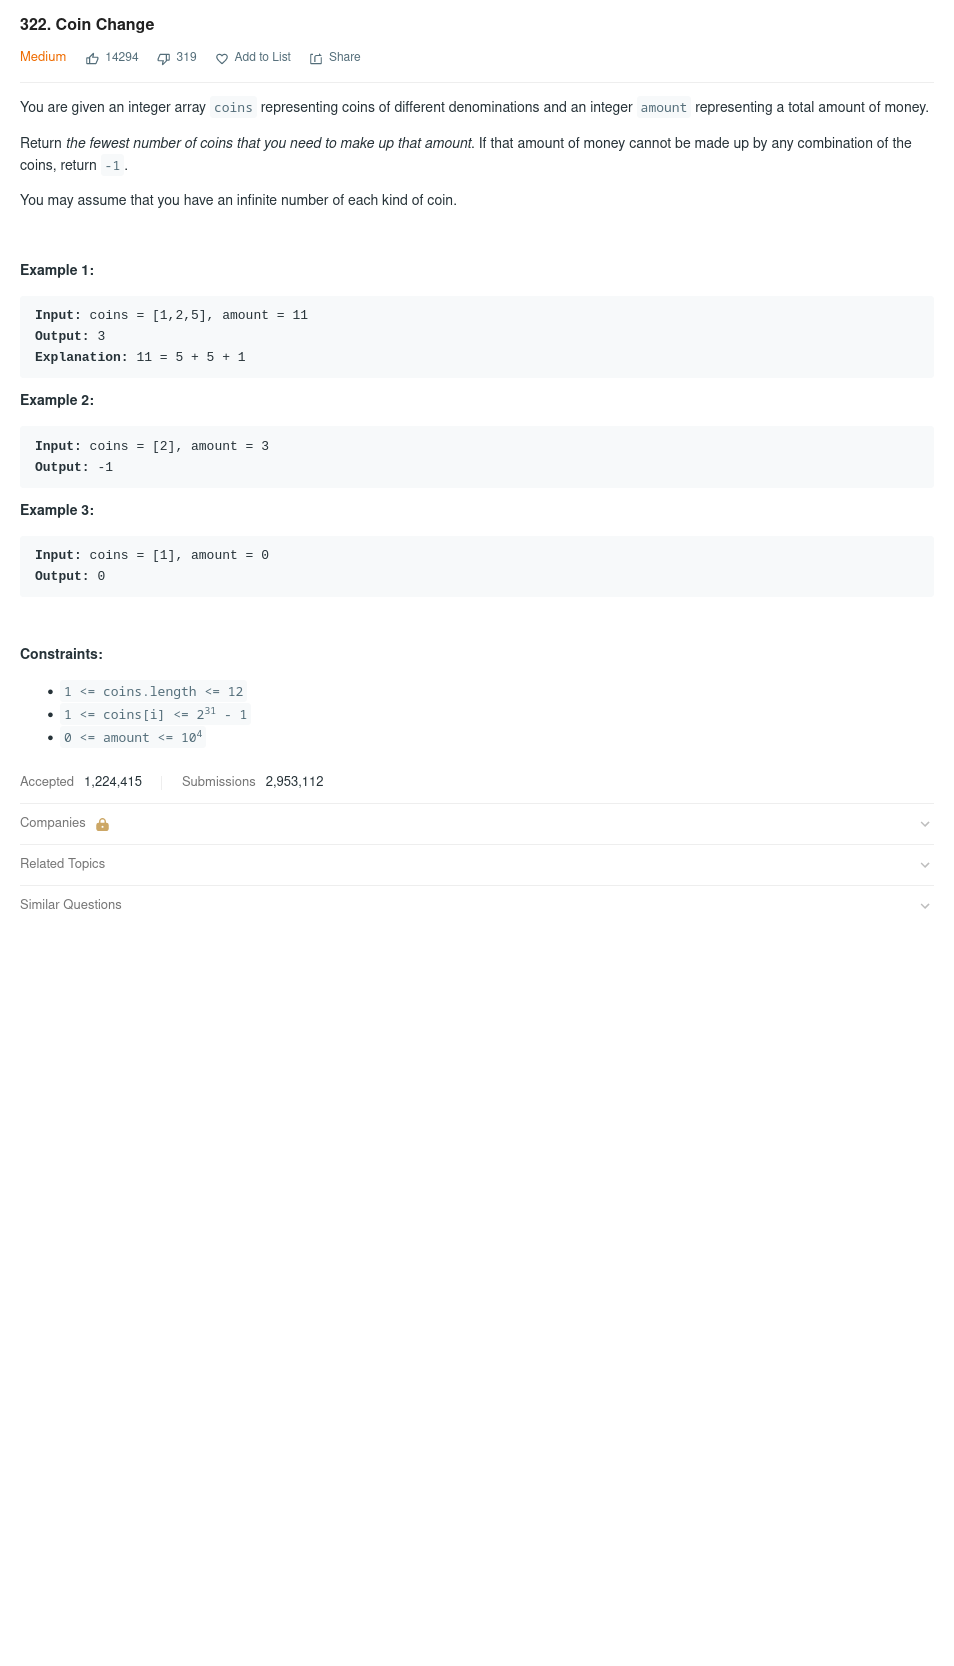 322. Coin Change
Medium 14294 319 Add to List Share
You are given an integer array coins representing coins of different denominations and an integer amount representing a total amount of money.
Return the fewest number of coins that you need to make up that amount. If that amount of money cannot be made up by any combination of the
coins, return -1.
You may assume that you have an infinite number of each kind of coin.
Example 1:
Input: coins = [1,2,5], amount = 11
Output: 3
Explanation: 11 = 5 + 5 + 1
Example 2:
Input: coins = [2], amount = 3
Output: -1
Example 3:
Input: coins = [1], amount = 0
Output: 0
Constraints:
• 1 <= coins.length <= 12
• 1 <= coins[i] <= 2³¹ - 1
• 0 <= amount <= 10⁴
Accepted 1,224,415 Submissions 2,953,112
Companies
Related Topics
Similar Questions